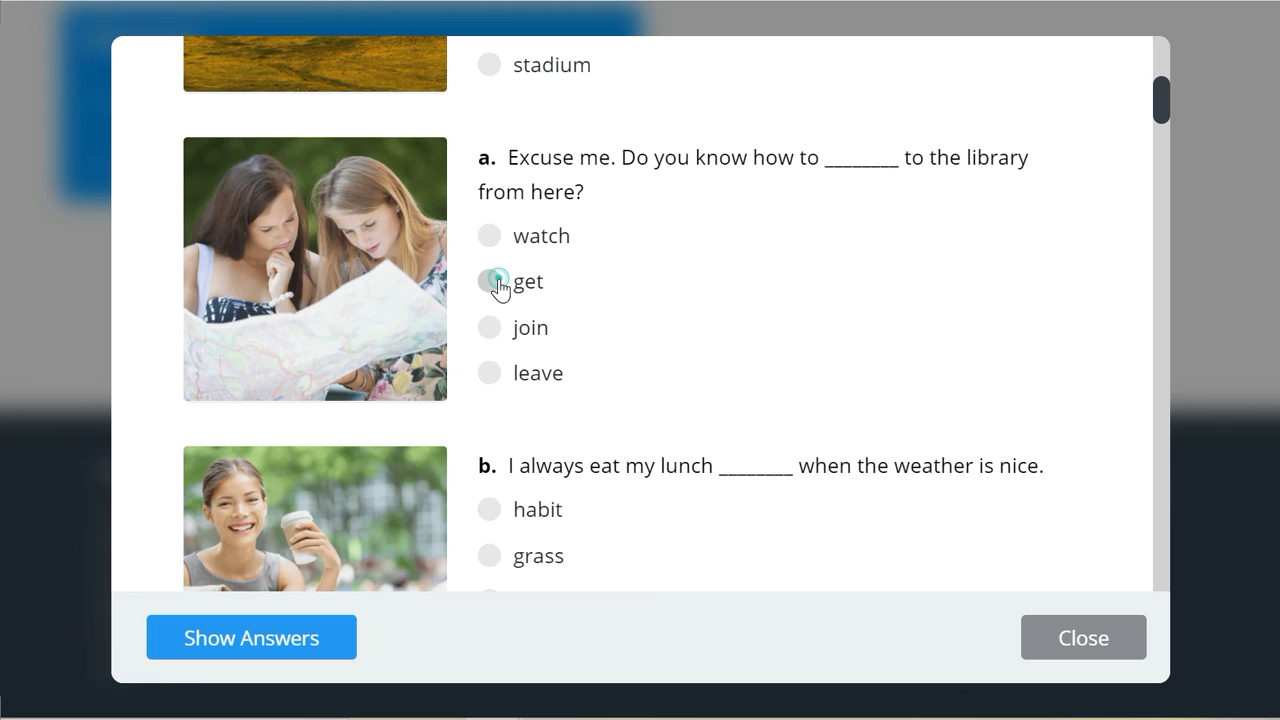 stadium
a. Excuse me. Do you know how to ________ to the library
from here?
watch
get
join
leave
b. I always eat my lunch ________ when the weather is nice.
habit
grass
Show Answers
Close